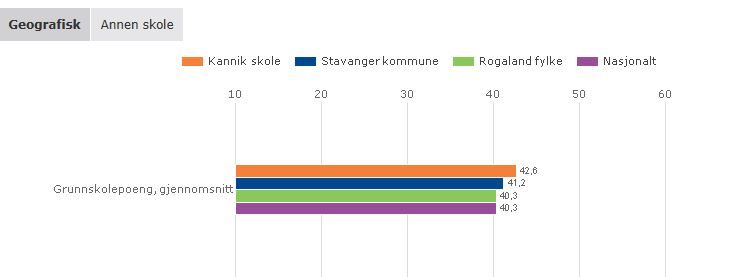 Geografisk Annen skole
Kannik skole Stavanger kommune Rogaland fylke Nasjonalt
10 20 30 40 50 60
42,6
Grunnskolepoeng, gjennomsnitt 41,2
40,3
40,3